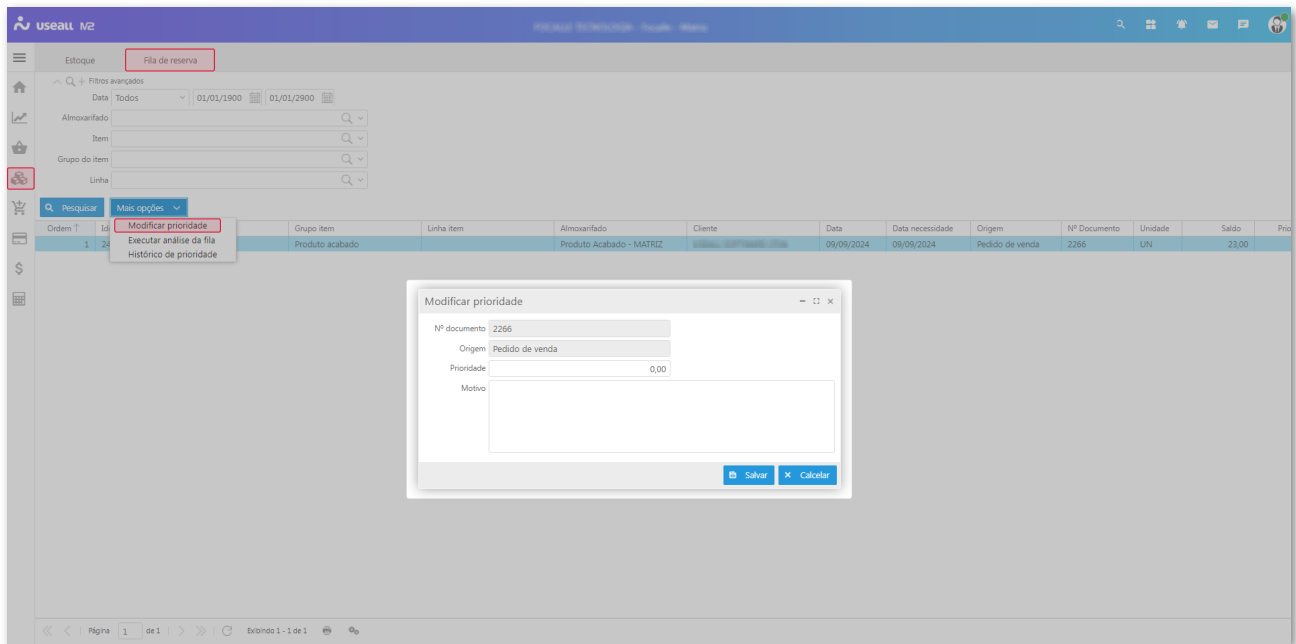 useall M2
Estoque Fila de reserva
Filtros avançados
Data Todos 01/01/1900 01/01/2900
Almoxarifado
Item
Grupo do item
Linha
Pesquisar Mais opções
Modificar prioridade
Executar análise da fila
Histórico de prioridade
Ordem Grupo item Linha item Almoxarifado Cliente Data Data necessidade Origem Nº Documento Unidade Saldo
1 Produto acabado Produto Acabado - MATRIZ 09/09/2024 09/09/2024 Pedido de venda 2266 UN 23,00
Modificar prioridade
Nº documento 2266
Origem Pedido de venda
Prioridade 0,00
Motivo
Salvar Calcelar
Página 1 de 1 Exibindo 1 - 1 de 1